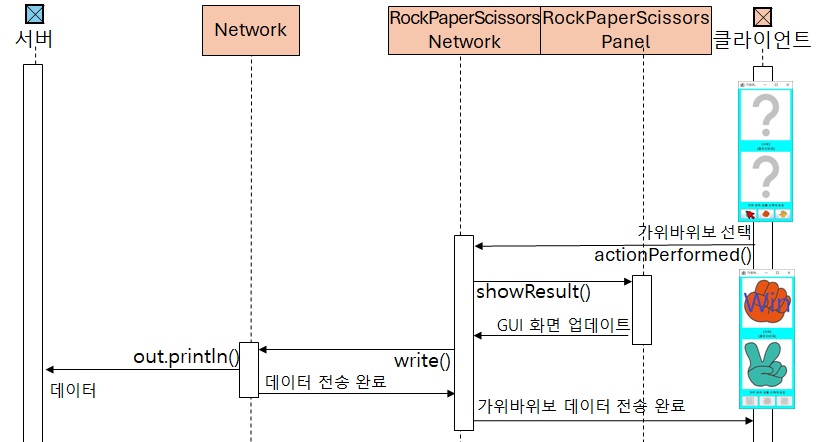 서버
Network
RockPaperScissors
Network
RockPaperScissors
Panel
클라이언트
가위바위보 선택
actionPerformed()
showResult()
GUI 화면 업데이트
Win
out.println()
write()
데이터
데이터 전송 완료
가위바위보 데이터 전송 완료